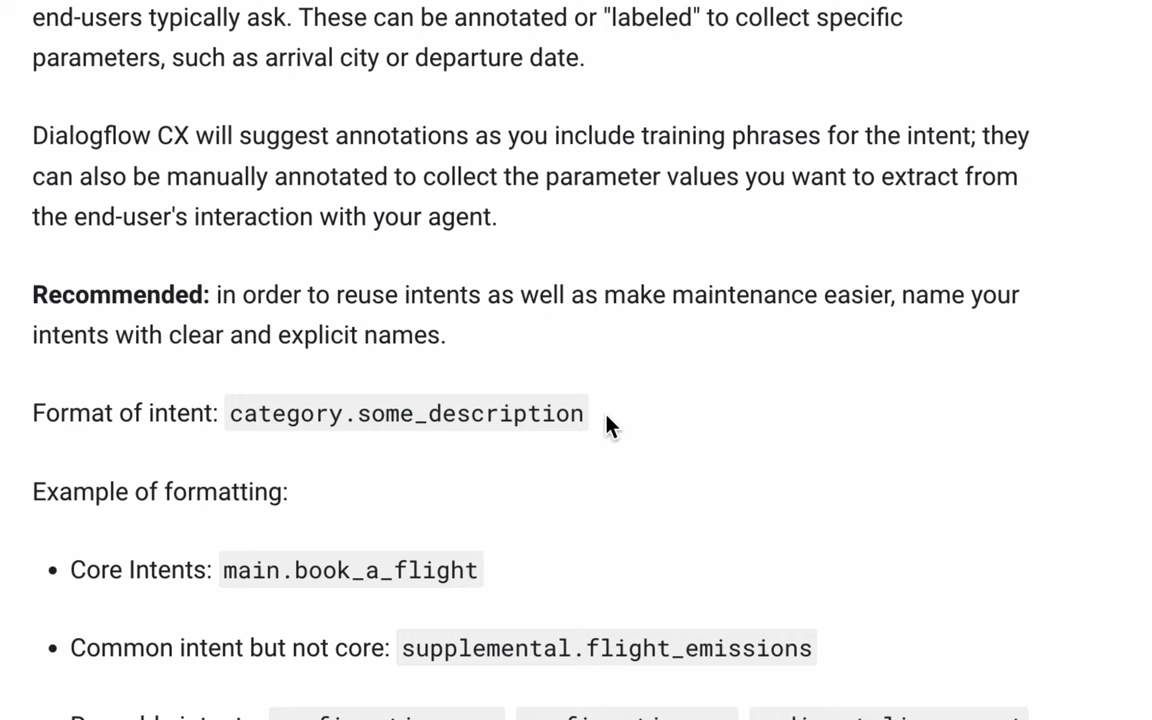 end-users typically ask. These can be annotated or "labeled" to collect specific
parameters, such as arrival city or departure date.
Dialogflow CX will suggest annotations as you include training phrases for the intent; they
can also be manually annotated to collect the parameter values you want to extract from
the end-user's interaction with your agent.
Recommended: in order to reuse intents as well as make maintenance easier, name your
intents with clear and explicit names.
Format of intent: category.some_description
Example of formatting:
• Core Intents: main.book_a_flight
• Common intent but not core: supplemental.flight_emissions